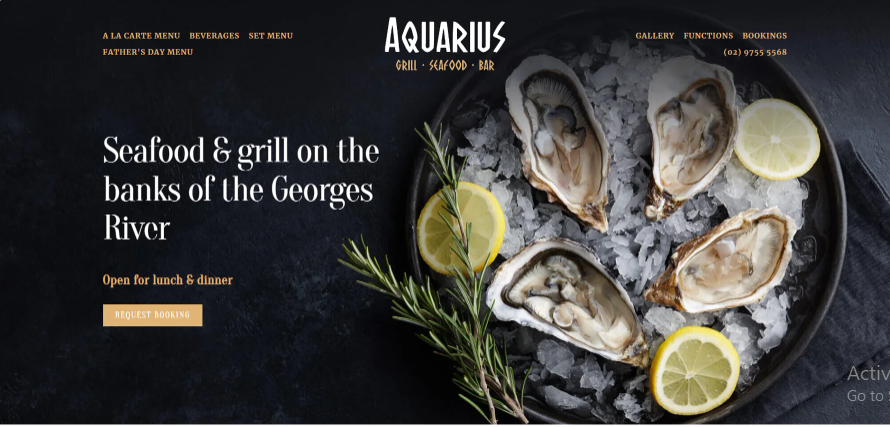 A LA CARTE MENU BEVERAGES SET MENU
FATHER'S DAY MENU
AQUARIUS
GRILL · SEAFOOD · BAR
GALLERY FUNCTIONS BOOKINGS
(02) 9755 5568
Seafood & grill on the
banks of the Georges
River
Open for lunch & dinner
REQUEST BOOKING
Activ
Go to